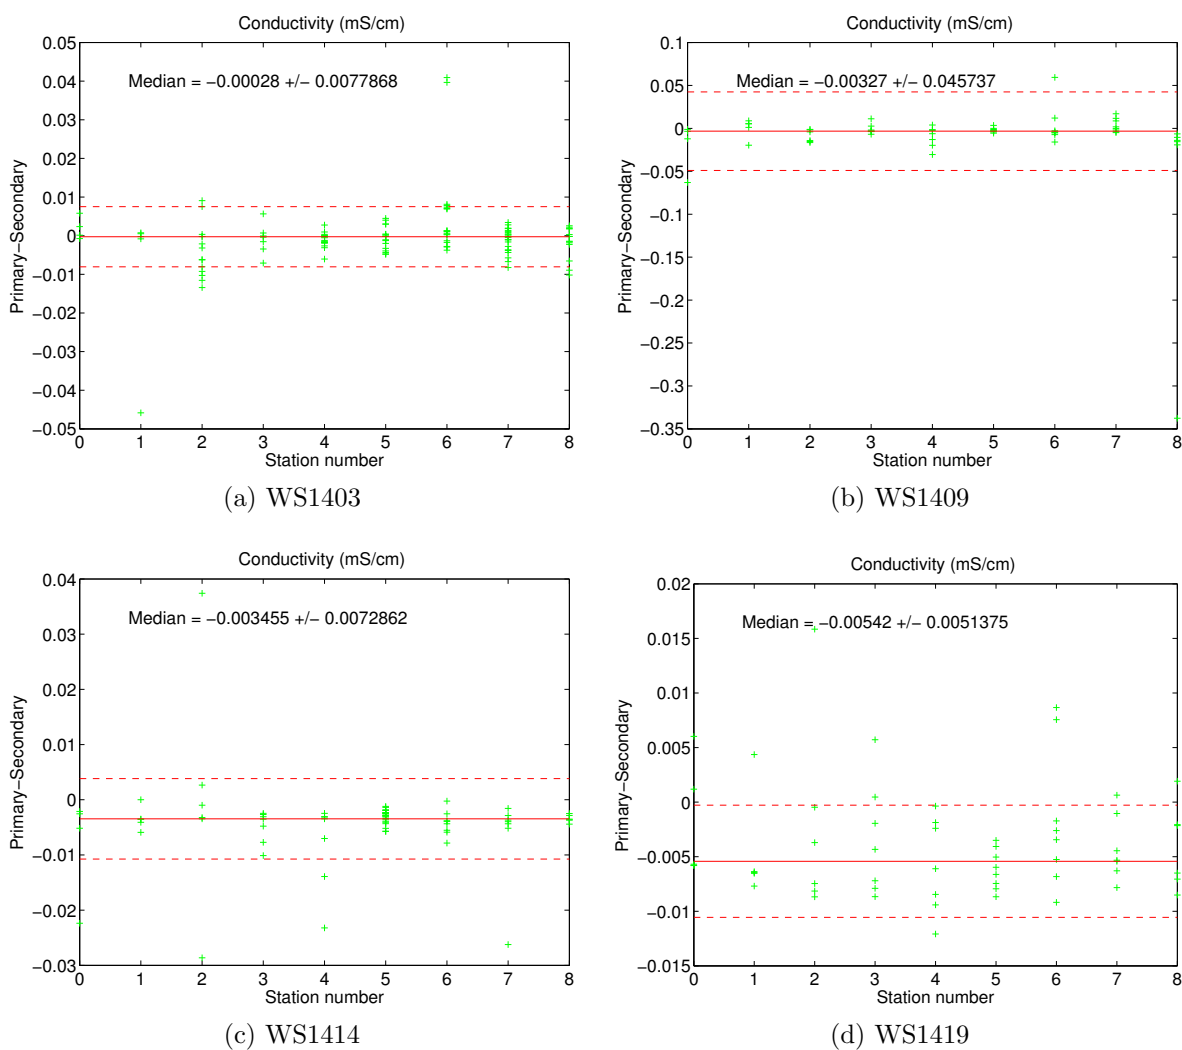 Conductivity (mS/cm)
Median = −0.00028 +/− 0.0077868
Primary−Secondary
0.05
0.04
0.03
0.02
0.01
0
−0.01
−0.02
−0.03
−0.04
−0.05
0 1 2 3 4 5 6 7 8
Station number
(a) WS1403
Conductivity (mS/cm)
Median = −0.00327 +/− 0.045737
Primary−Secondary
0.1
0.05
0
−0.05
−0.1
−0.15
−0.2
−0.25
−0.3
−0.35
0 1 2 3 4 5 6 7 8
Station number
(b) WS1409
Conductivity (mS/cm)
Median = −0.003455 +/− 0.0072862
Primary−Secondary
0.04
0.03
0.02
0.01
0
−0.01
−0.02
−0.03
0 1 2 3 4 5 6 7 8
Station number
(c) WS1414
Conductivity (mS/cm)
Median = −0.00542 +/− 0.0051375
Primary−Secondary
0.02
0.015
0.01
0.005
0
−0.005
−0.01
−0.015
0 1 2 3 4 5 6 7 8
Station number
(d) WS1419